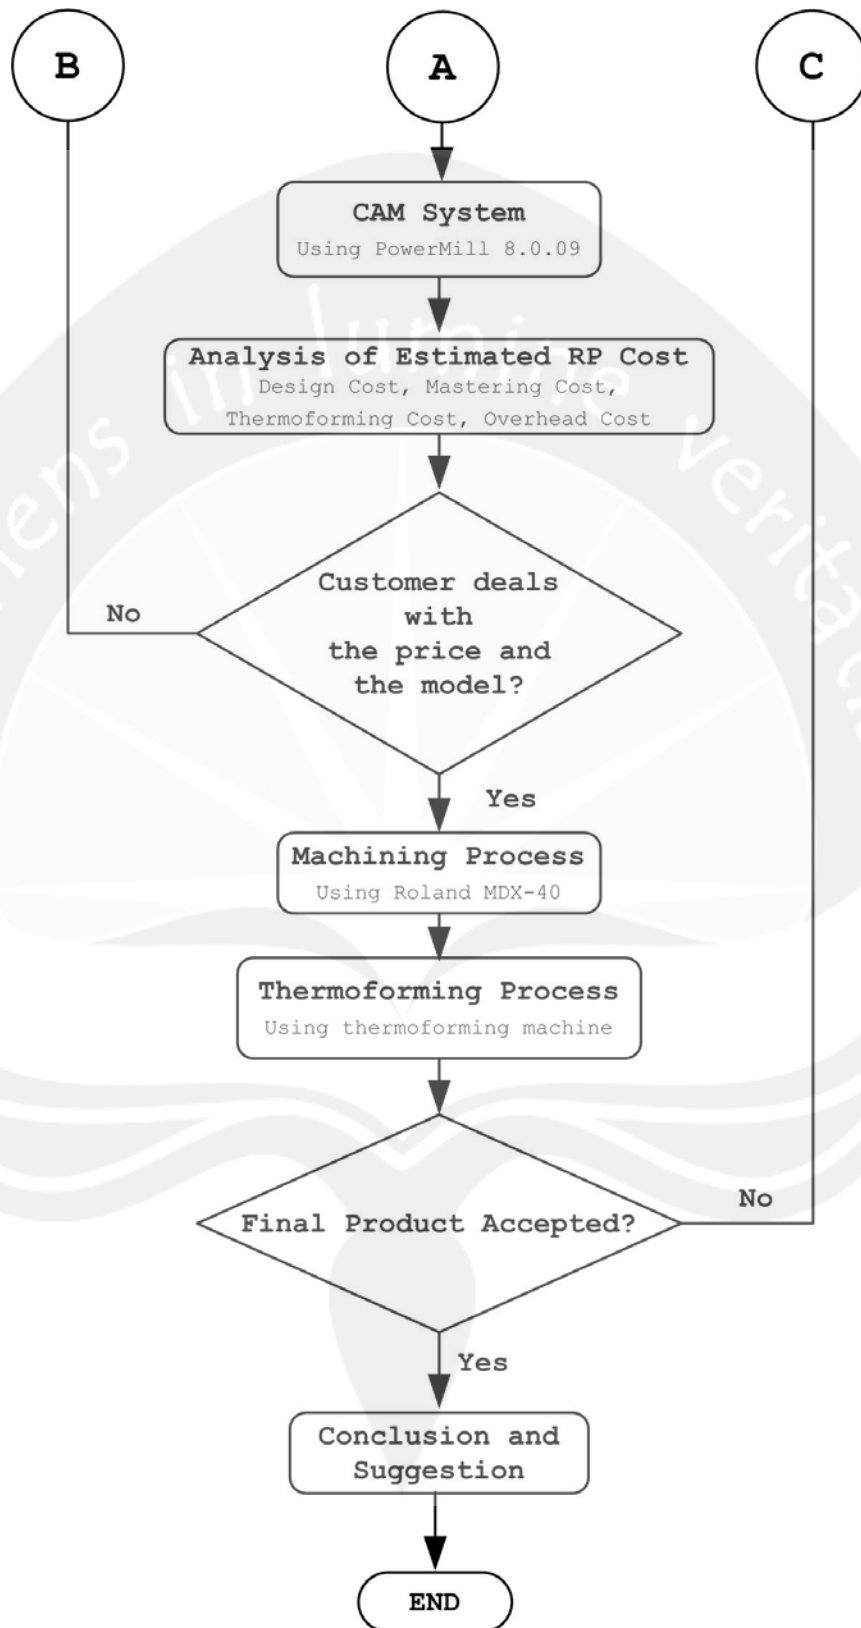 B
A
C
CAM System
Using PowerMill 8.0.09
Analysis of Estimated RP Cost
Design Cost, Mastering Cost,
Thermoforming Cost, Overhead Cost
Customer deals
with
the price and
the model?
No
Yes
Machining Process
Using Roland MDX-40
Thermoforming Process
Using thermoforming machine
Final Product Accepted?
No
Yes
Conclusion and
Suggestion
END
in lumine